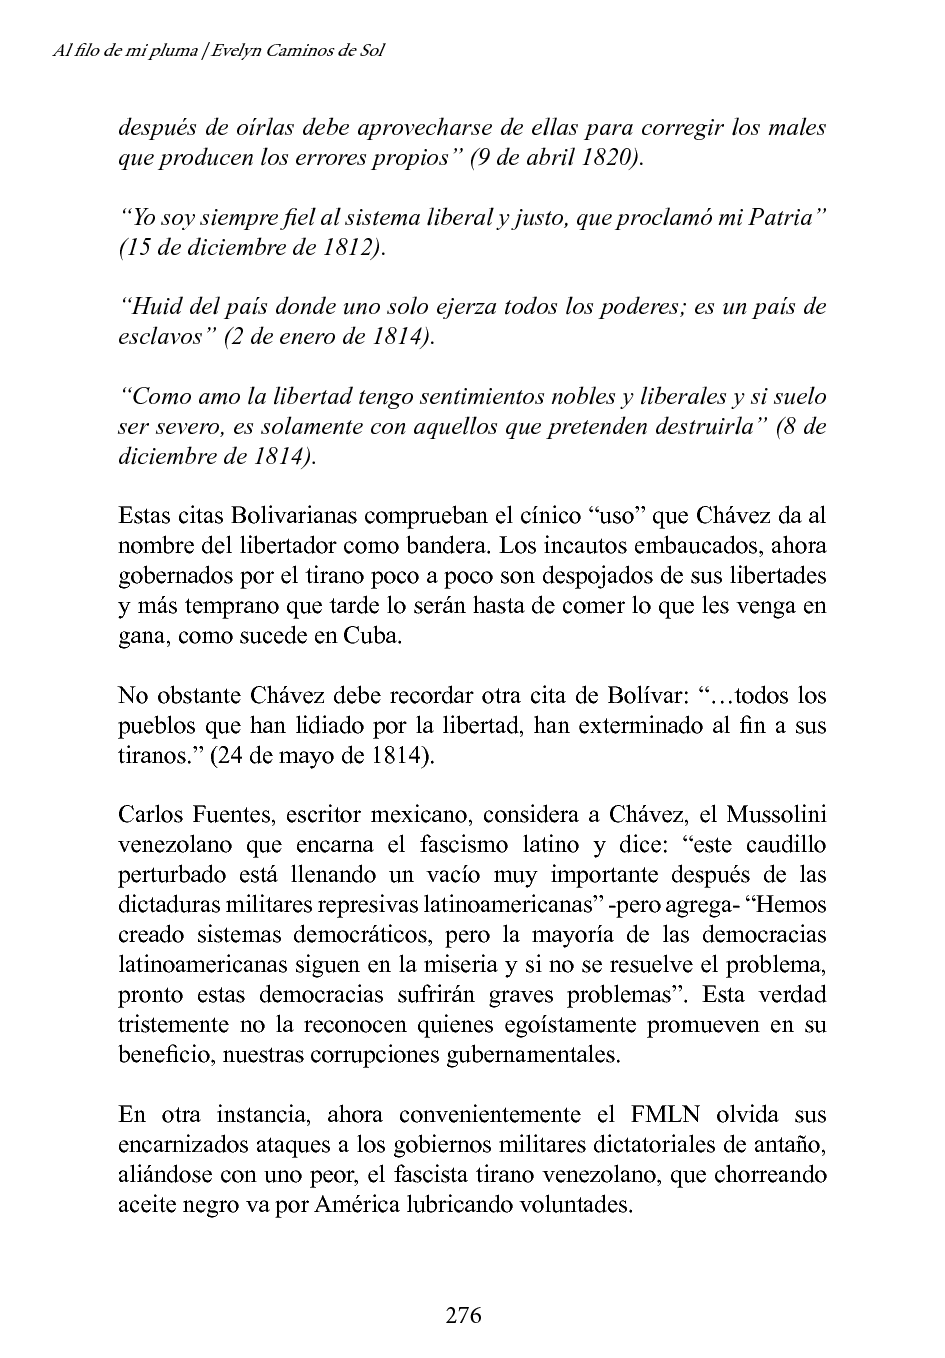 Al filo de mi pluma | Evelyn Caminos de Sol
después de oírlas debe aprovecharse de ellas para corregir los males
que producen los errores propios” (9 de abril 1820).
“Yo soy siempre fiel al sistema liberal y justo, que proclamó mi Patria”
(15 de diciembre de 1812).
“Huid del país donde uno solo ejerza todos los poderes; es un país de
esclavos” (2 de enero de 1814).
“Como amo la libertad tengo sentimientos nobles y liberales y si suelo
ser severo, es solamente con aquellos que pretenden destruirla” (8 de
diciembre de 1814).
Estas citas Bolivarianas comprueban el cínico “uso” que Chávez da al
nombre del libertador como bandera. Los incautos embaucados, ahora
gobernados por el tirano poco a poco son despojados de sus libertades
y más temprano que tarde lo serán hasta de comer lo que les venga en
gana, como sucede en Cuba.
No obstante Chávez debe recordar otra cita de Bolívar: “…todos los
pueblos que han lidiado por la libertad, han exterminado al fin a sus
tiranos.” (24 de mayo de 1814).
Carlos Fuentes, escritor mexicano, considera a Chávez, el Mussolini
venezolano que encarna el fascismo latino y dice: “este caudillo
perturbado está llenando un vacío muy importante después de las
dictaduras militares represivas latinoamericanas” -pero agrega- “Hemos
creado sistemas democráticos, pero la mayoría de las democracias
latinoamericanas siguen en la miseria y si no se resuelve el problema,
pronto estas democracias sufrirán graves problemas”. Esta verdad
tristemente no la reconocen quienes egoístamente promueven en su
beneficio, nuestras corrupciones gubernamentales.
En otra instancia, ahora convenientemente el FMLN olvida sus
encarnizados ataques a los gobiernos militares dictatoriales de antaño,
aliándose con uno peor, el fascista tirano venezolano, que chorreando
aceite negro va por América lubricando voluntades.
276